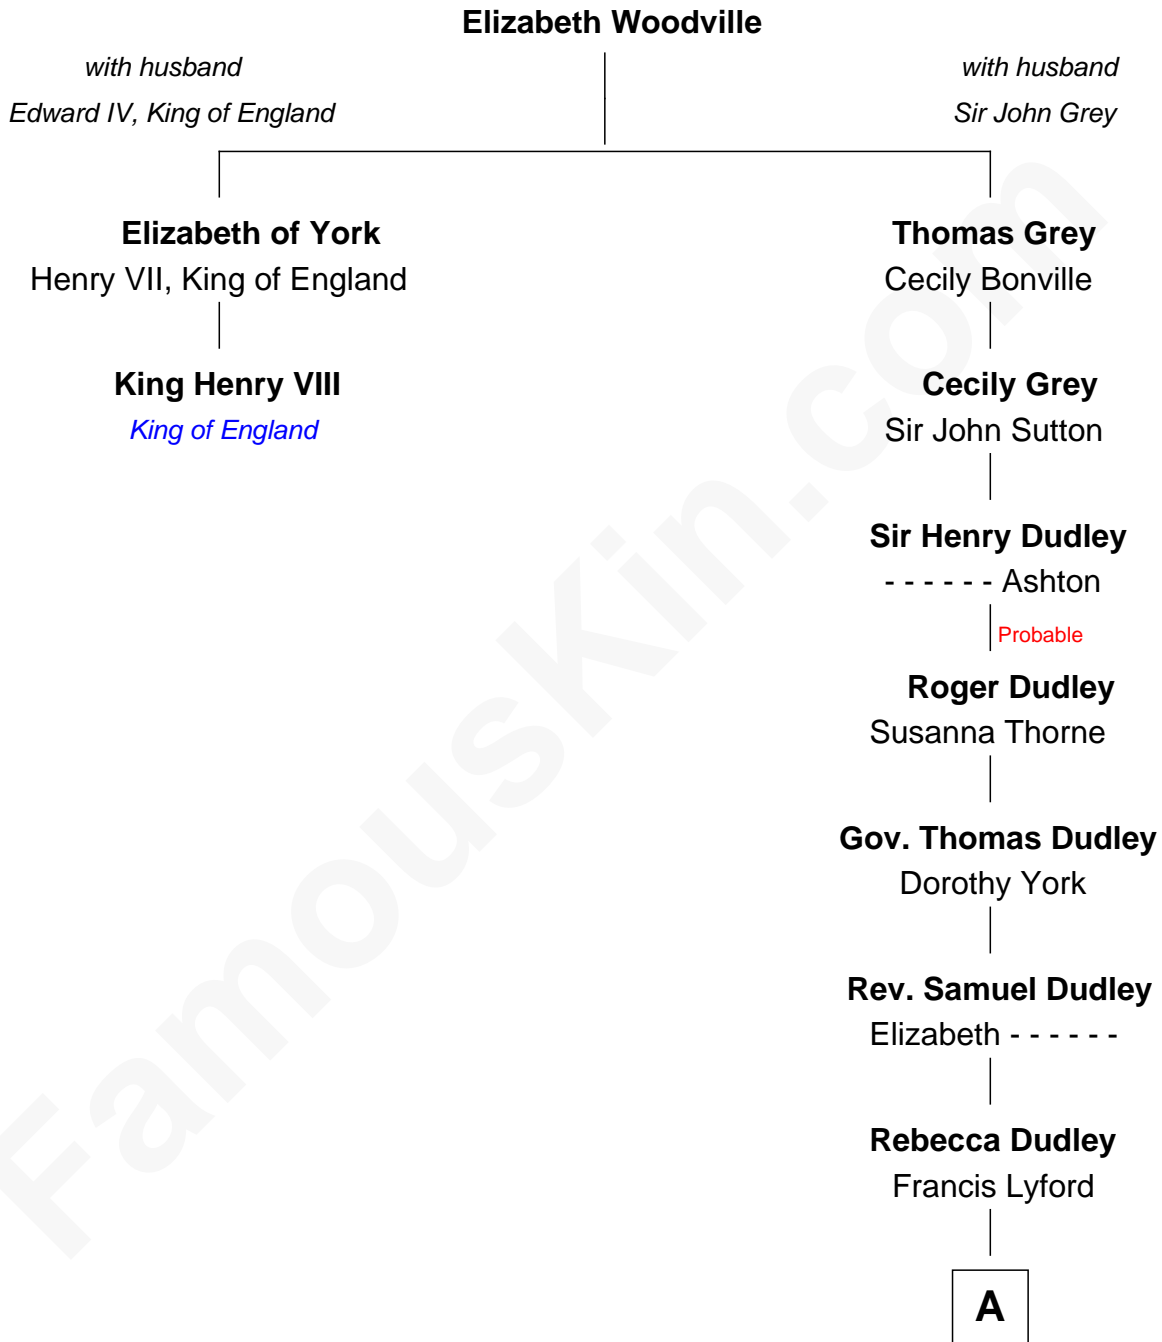 Elizabeth Woodville
with husband
Edward IV, King of England
with husband
Sir John Grey
Elizabeth of York
Henry VII, King of England
King Henry VIII
King of England
Thomas Grey
Cecily Bonville
Cecily Grey
Sir John Sutton
Sir Henry Dudley
- - - - - - Ashton
Probable
Roger Dudley
Susanna Thorne
Gov. Thomas Dudley
Dorothy York
Rev. Samuel Dudley
Elizabeth - - - - - -
Rebecca Dudley
Francis Lyford
A
FamousKin.com